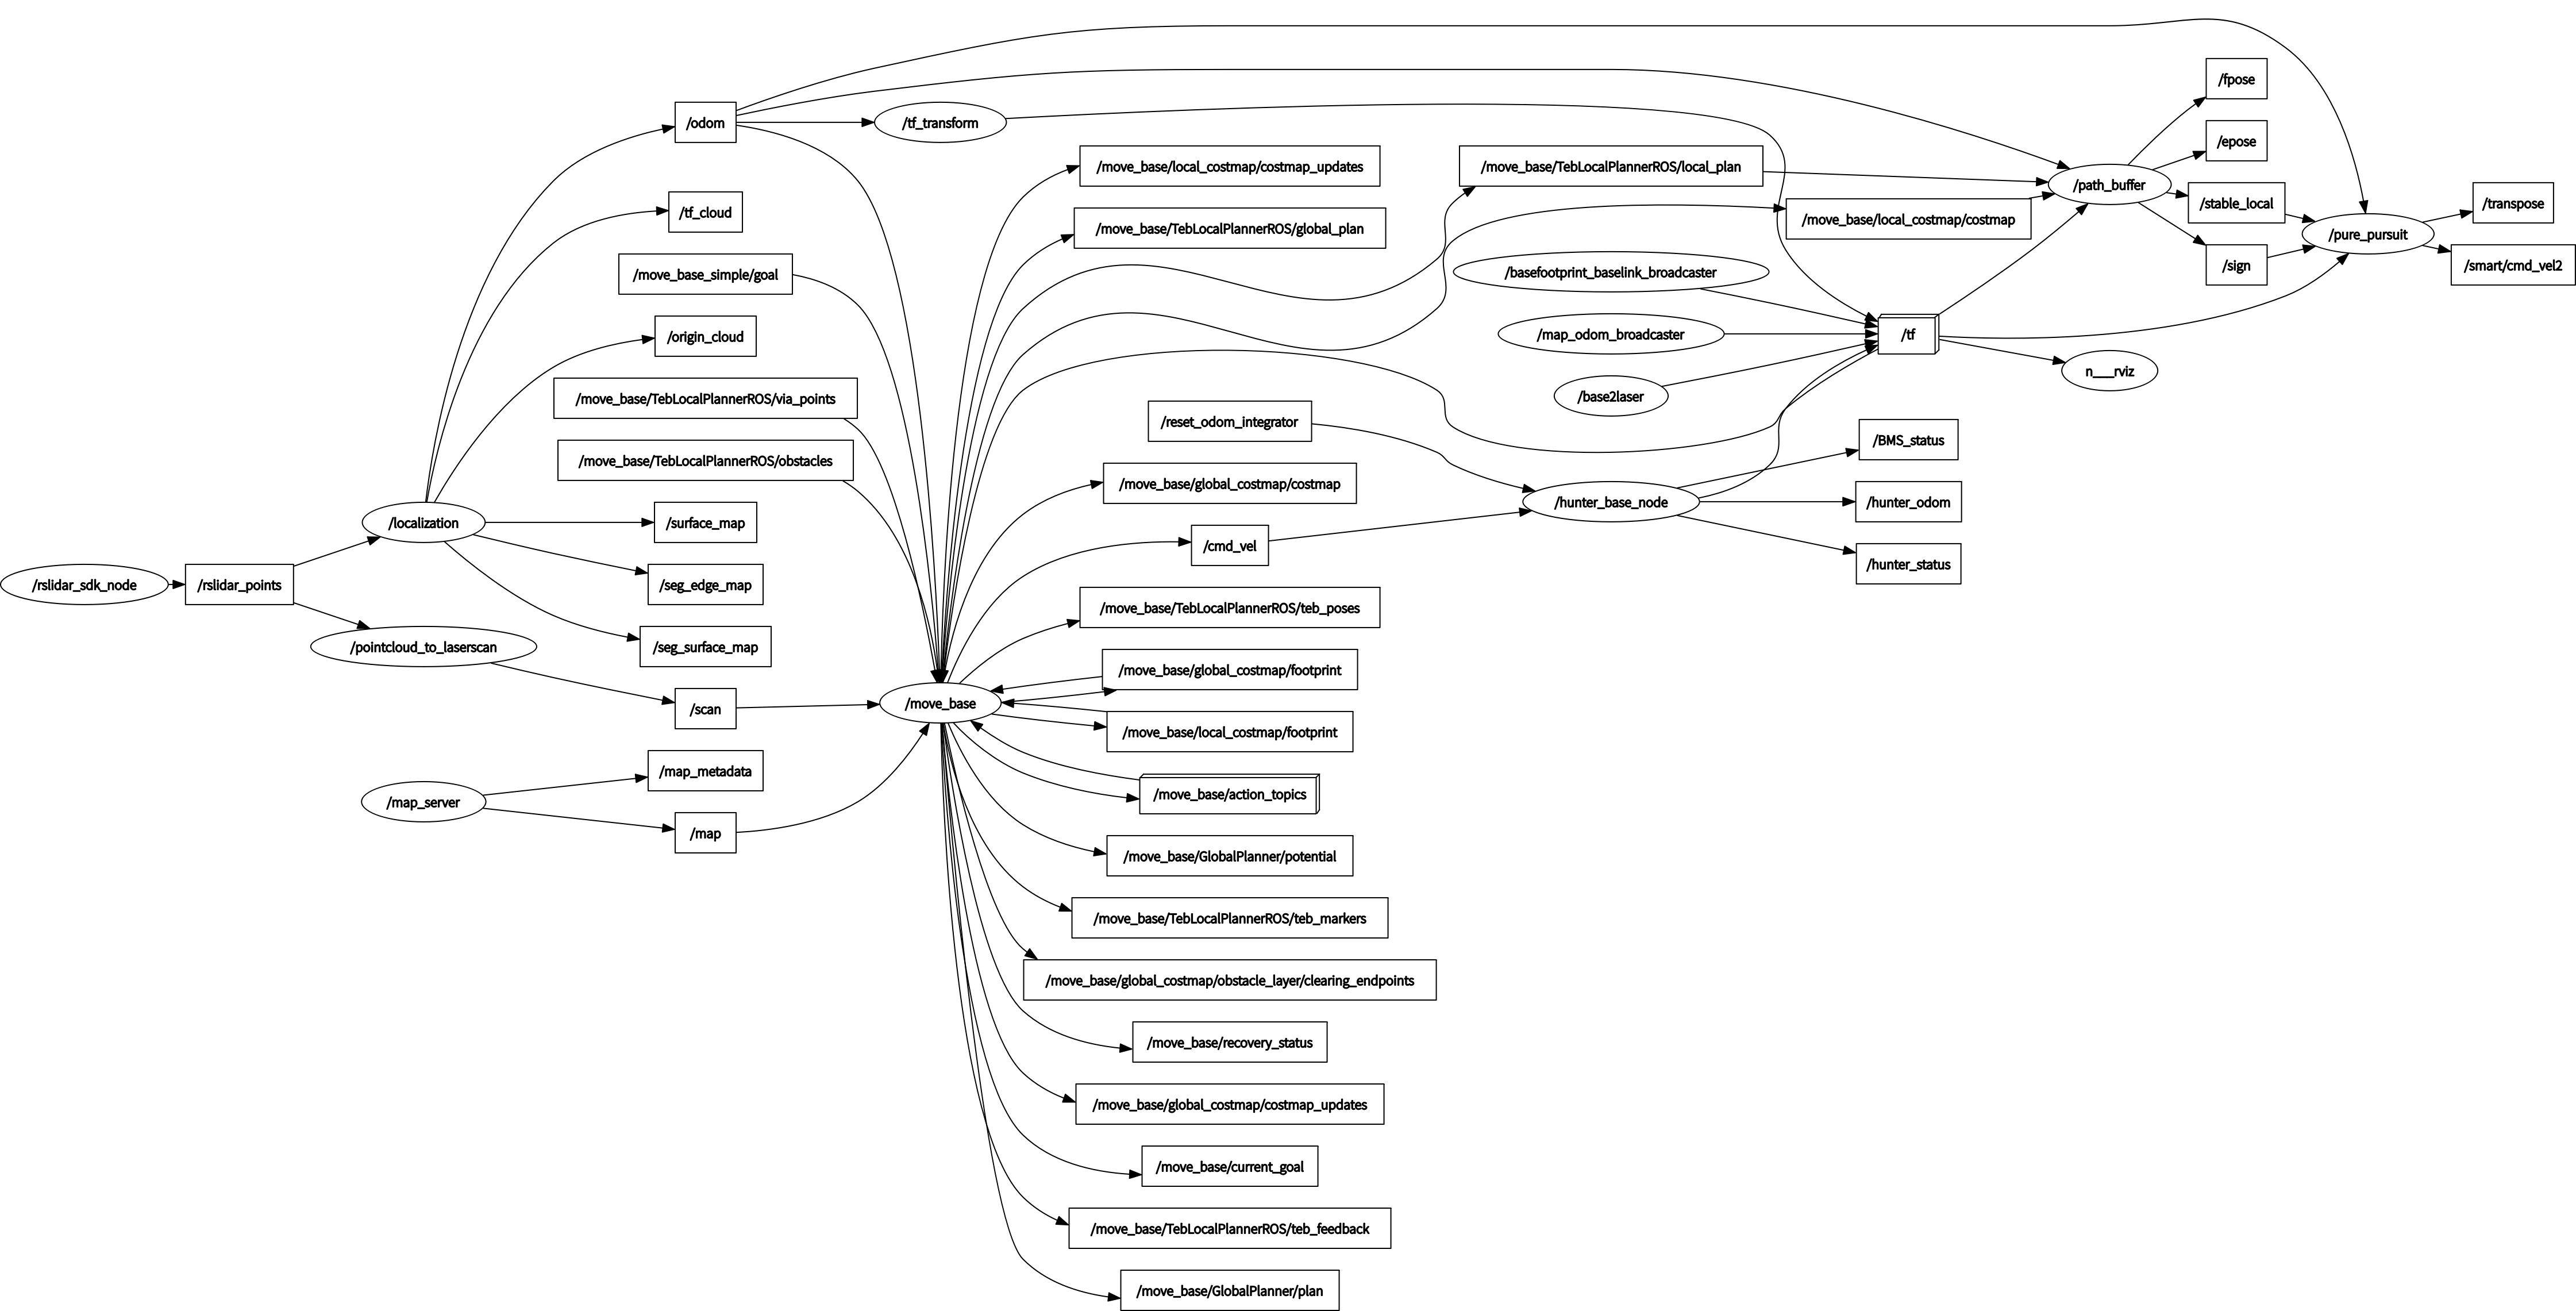 /rslidar_sdk_node
/rslidar_points
/localization
/pointcloud_to_laserscan
/map_server
/odom
/tf_cloud
/move_base_simple/goal
/origin_cloud
/move_base/TebLocalPlannerROS/via_points
/move_base/TebLocalPlannerROS/obstacles
/surface_map
/seg_edge_map
/seg_surface_map
/scan
/map_metadata
/map
/tf_transform
/move_base
/move_base/local_costmap/costmap_updates
/move_base/TebLocalPlannerROS/global_plan
/reset_odom_integrator
/move_base/global_costmap/costmap
/cmd_vel
/move_base/TebLocalPlannerROS/teb_poses
/move_base/global_costmap/footprint
/move_base/local_costmap/footprint
/move_base/action_topics
/move_base/GlobalPlanner/potential
/move_base/TebLocalPlannerROS/teb_markers
/move_base/global_costmap/obstacle_layer/clearing_endpoints
/move_base/recovery_status
/move_base/global_costmap/costmap_updates
/move_base/current_goal
/move_base/TebLocalPlannerROS/teb_feedback
/move_base/GlobalPlanner/plan
/move_base/TebLocalPlannerROS/local_plan
/basefootprint_baselink_broadcaster
/map_odom_broadcaster
/base2laser
/hunter_base_node
/move_base/local_costmap/costmap
/tf
/BMS_status
/hunter_odom
/hunter_status
/path_buffer
n___rviz
/fpose
/epose
/stable_local
/sign
/pure_pursuit
/transpose
/smart/cmd_vel2